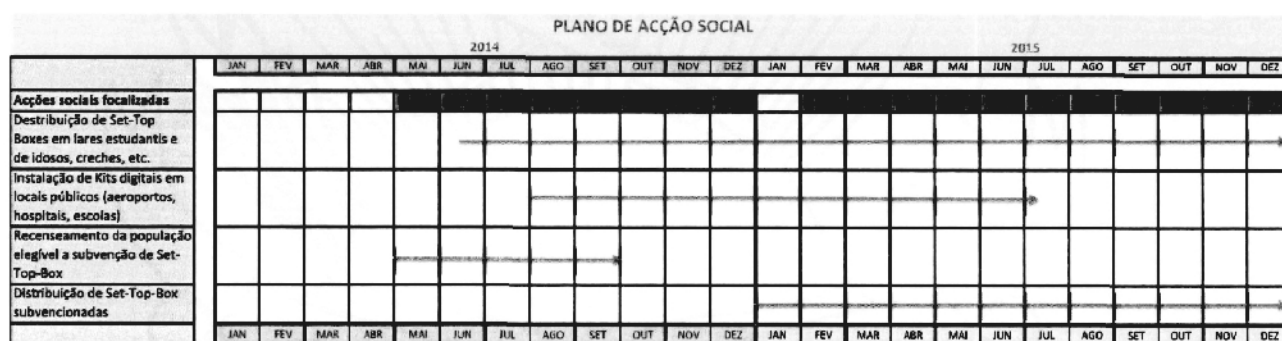 PLANO DE ACÇÃO SOCIAL
2014 2015
JAN FEV MAR ABR MAI JUN JUL AGO SET OUT NOV DEZ JAN FEV MAR ABR MAI JUN JUL AGO SET OUT NOV DEZ
Acções sociais focalizadas
Destribuição de Set-Top
Boxes em lares estudantis e
de idosos, creches, etc.
Instalação de Kits digitais em
locais públicos (aeroportos,
hospitais, escolas)
Recenseamento da população
elegível a subvenção de Set-
Top-Box
Distribuição de Set-Top-Box
subvencionadas
JAN FEV MAR ABR MAI JUN JUL AGO SET OUT NOV DEZ JAN FEV MAR ABR MAI JUN JUL AGO SET OUT NOV DEZ